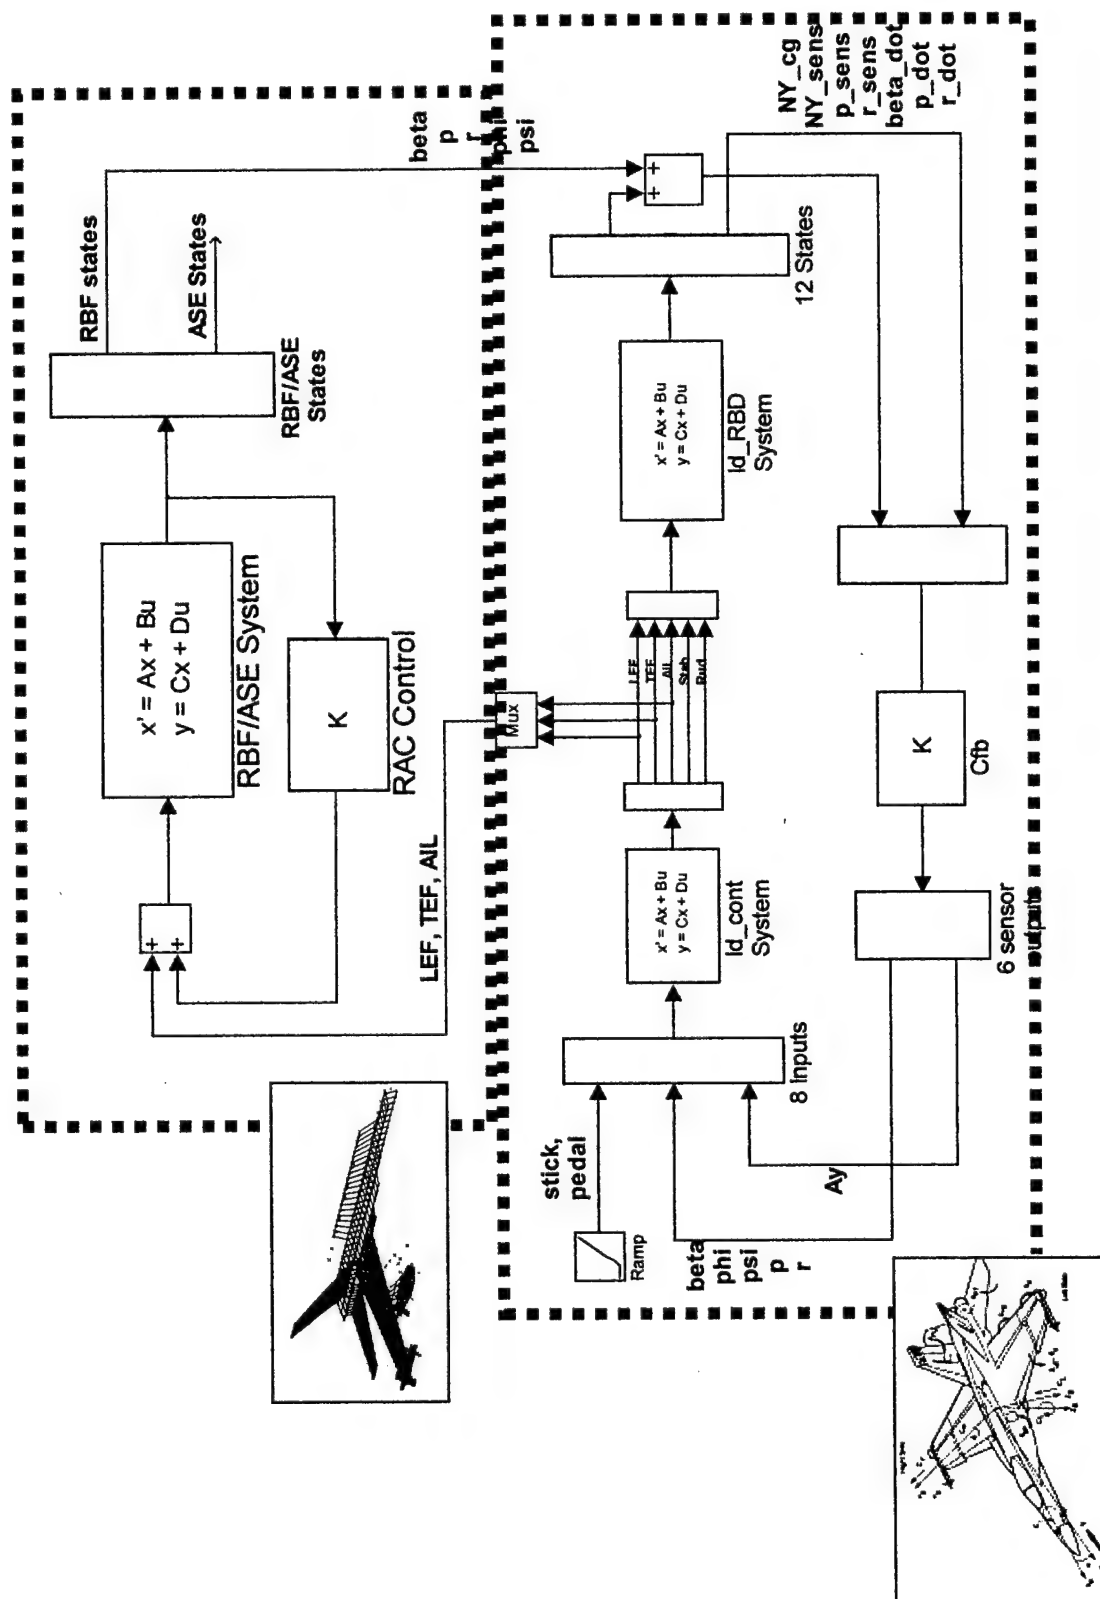 RBF states
ASE States
RBF/ASE
States
x' = Ax + Bu
y = Cx + Du
RBF/ASE System
K
RAC Control
+
+
LEF, TEF, AIL
beta
p
r
phi
psi
NY_cg
NY_sens
p_sens
r_sens
beta_dot
p_dot
r_dot
+
+
12 States
x' = Ax + Bu
y = Cx + Du
ld_RBD
System
Mux
LEF
TEF
AIL
Stab
Rud
x' = Ax + Bu
y = Cx + Du
ld_cont
System
8 Inputs
stick,
pedal
Ramp
beta
phi
psi
p
r
Ay
K
Cfb
6 sensor
outputs